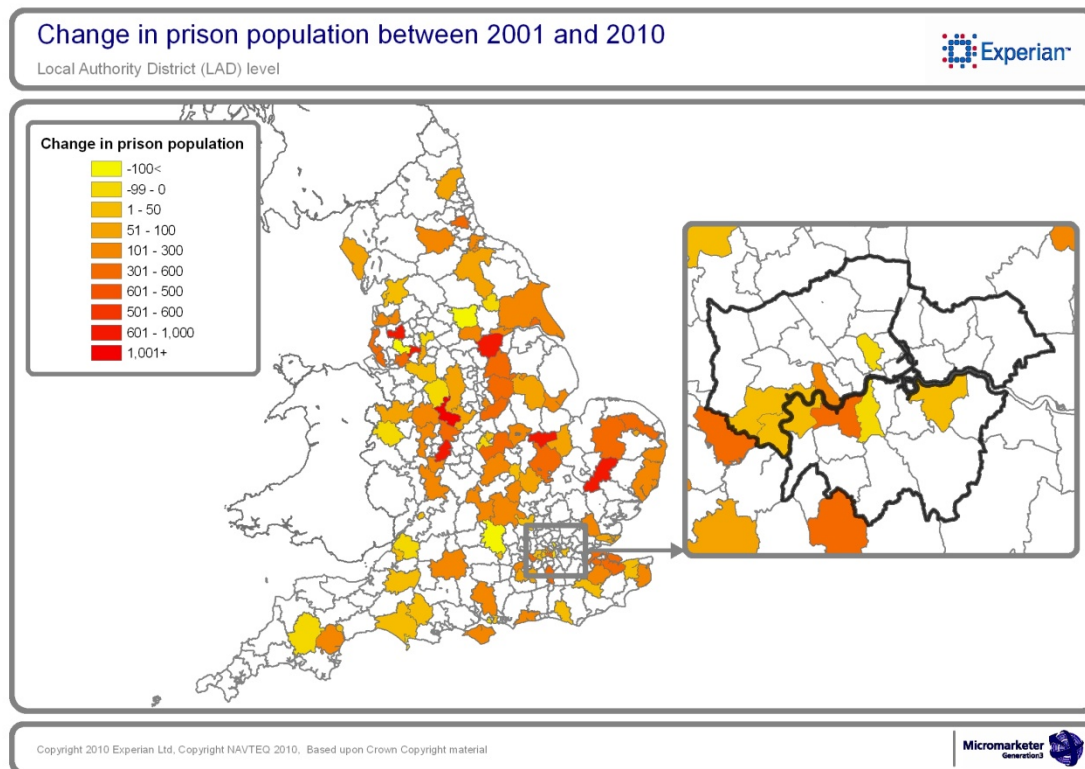 Change in prison population between 2001 and 2010
Local Authority District (LAD) level
Experian™
Change in prison population
-100<
-99 - 0
1 - 50
51 - 100
101 - 300
301 - 600
601 - 500
501 - 600
601 - 1,000
1,001+
Copyright 2010 Experian Ltd, Copyright NAVTEQ 2010, Based upon Crown Copyright material
Micromarketer
Generation3